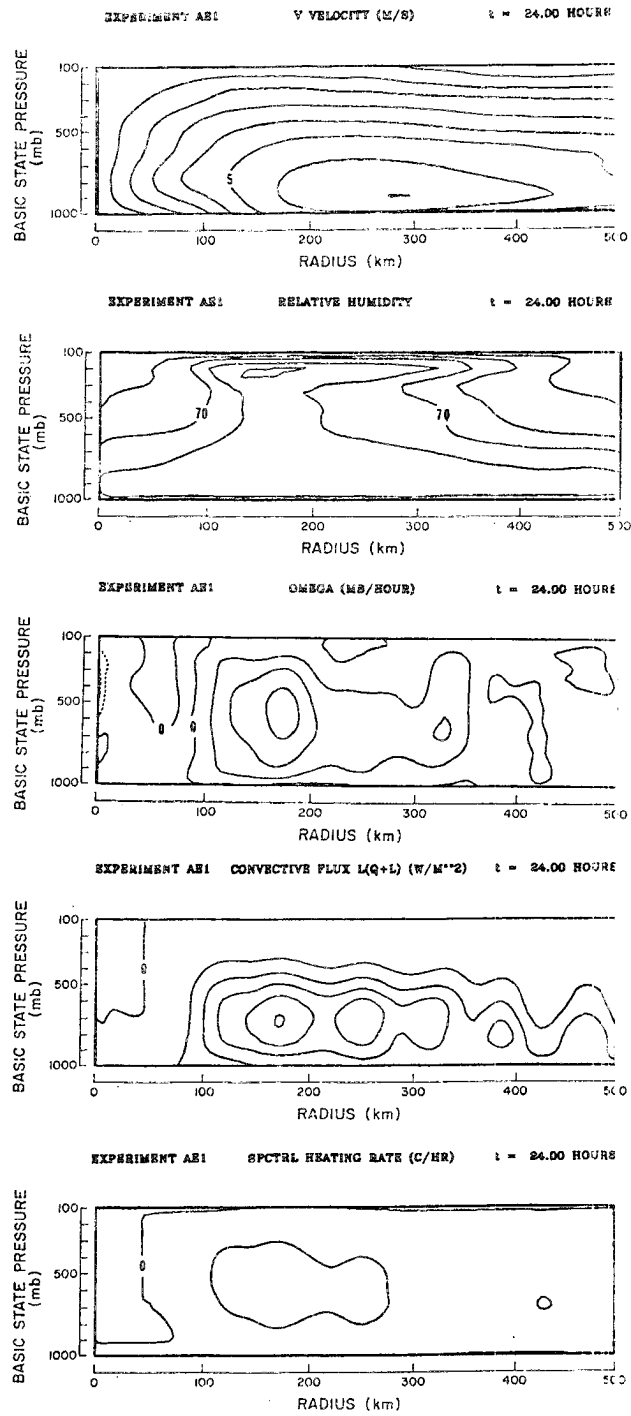 EXPERIMENT AE1 V VELOCITY (M/S) t = 24.00 HOURS
BASIC STATE PRESSURE
(mb)
100
500
1000
5
0 100 200 300 400 500
RADIUS (km)
EXPERIMENT AE1 RELATIVE HUMIDITY t = 24.00 HOURS
BASIC STATE PRESSURE
(mb)
100
500
1000
70 70
0 100 200 300 400 500
RADIUS (km)
EXPERIMENT AE1 OMEGA (MB/HOUR) t = 24.00 HOURS
BASIC STATE PRESSURE
(mb)
100
500
1000
0 0
0 100 200 300 400 500
RADIUS (km)
EXPERIMENT AE1 CONVECTIVE FLUX L(Q+L) (W/M**2) t = 24.00 HOURS
BASIC STATE PRESSURE
(mb)
100
500
1000
0
0 100 200 300 400 500
RADIUS (km)
EXPERIMENT AE1 SPCTRL HEATING RATE (C/HR) t = 24.00 HOURS
BASIC STATE PRESSURE
(mb)
100
500
1000
0
0 100 200 300 400 500
RADIUS (km)